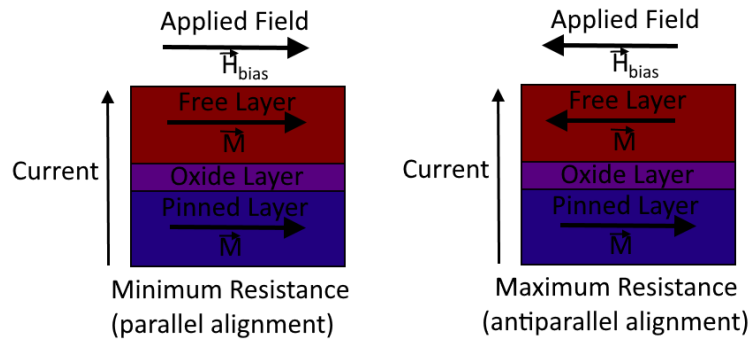 Applied Field
H⃗bias
Free Layer
M⃗
Current
Oxide Layer
Pinned Layer
M⃗
Minimum Resistance
(parallel alignment)
Applied Field
H⃗bias
Free Layer
M⃗
Current
Oxide Layer
Pinned Layer
M⃗
Maximum Resistance
(antiparallel alignment)